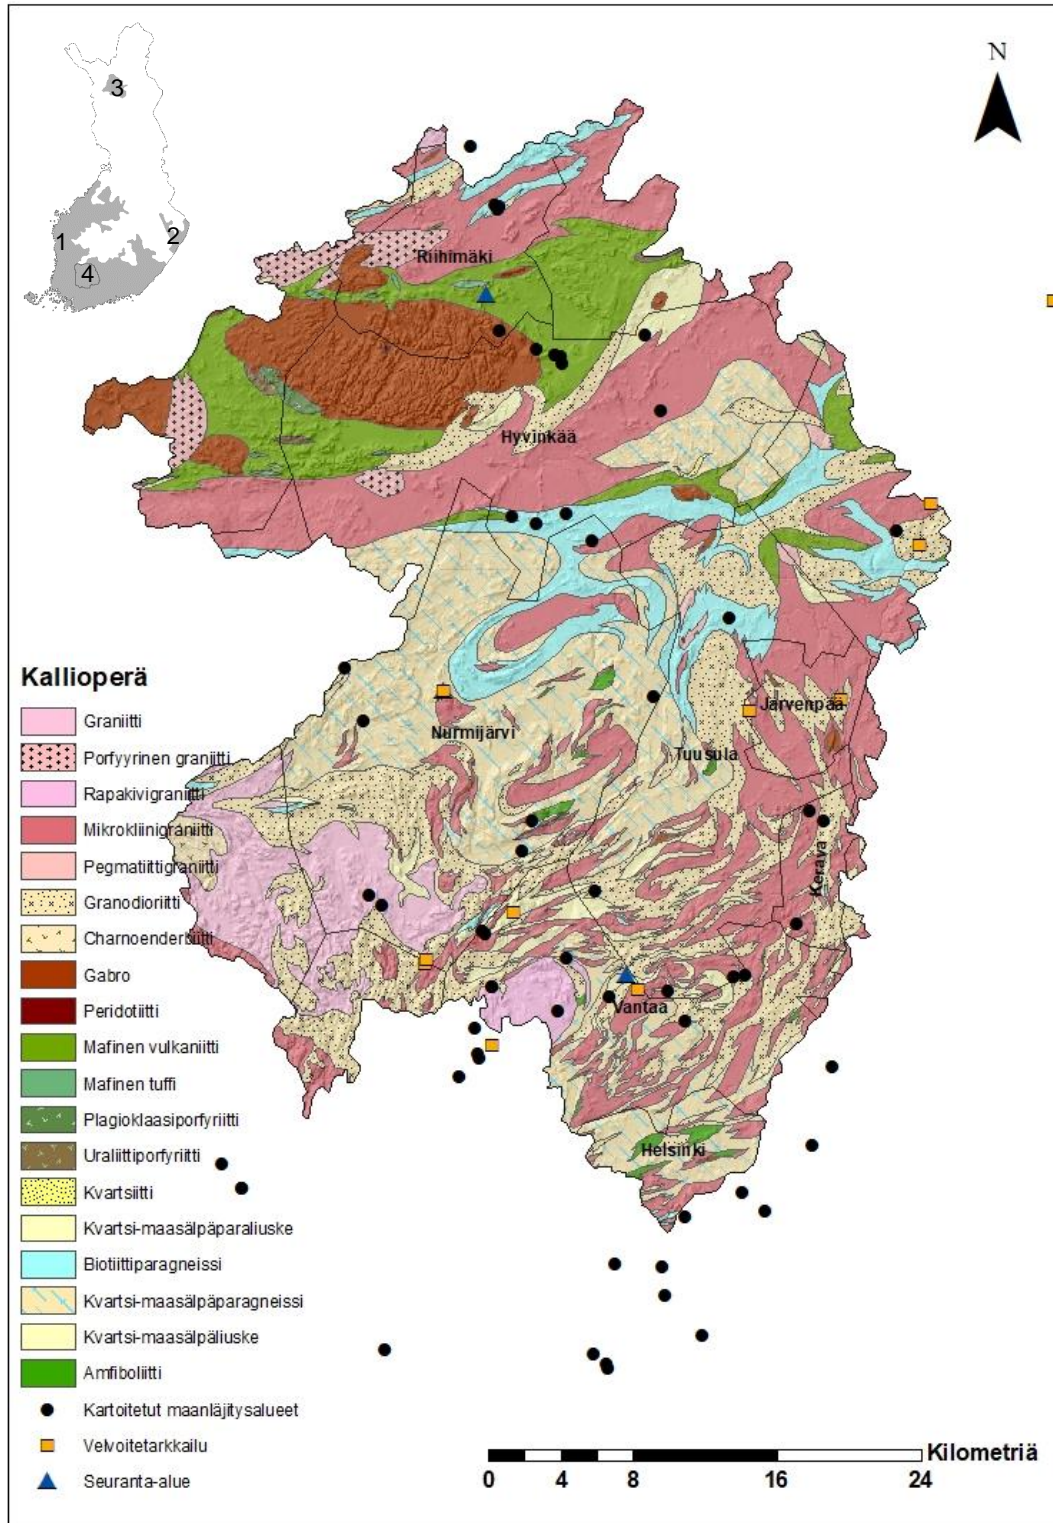 3
1
2
4
N
Riihimäki
Hyvinkää
Nurmijärvi
Järvenpää
Tuusula
Kerava
Vantaa
Helsinki
Kallioperä
Graniitti
Porfyyrinen graniitti
Rapakivigraniitti
Mikrokliinigraniitti
Pegmatiittigraniitti
Granodioriitti
Charnoenderbiitti
Gabro
Peridotiitti
Mafinen vulkaniitti
Mafinen tuffi
Plagioklaasiporfyriitti
Uraliittiporfyriitti
Kvartsiitti
Kvartsi-maasälpäparaliuske
Biotiittiparagneissi
Kvartsi-maasälpäparagneissi
Kvartsi-maasälpäliuske
Amfiboliitti
Kartoitetut maanläjitysalueet
Velvoitetarkkailu
Seuranta-alue
Kilometriä
0 4 8 16 24